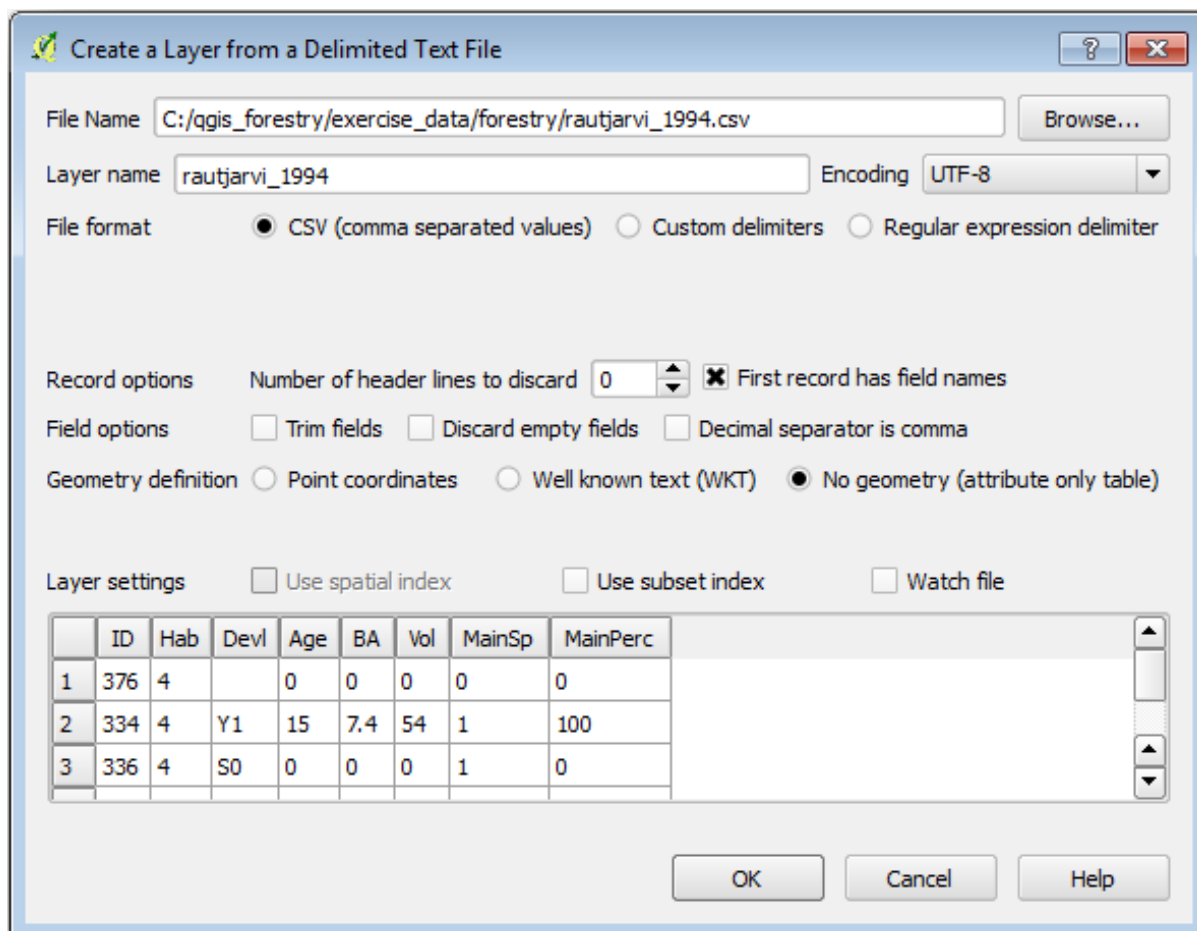 Create a Layer from a Delimited Text File
File Name C:/qgis_forestry/exercise_data/forestry/rautjarvi_1994.csv Browse...
Layer name rautjarvi_1994 Encoding UTF-8
File format CSV (comma separated values) Custom delimiters Regular expression delimiter
Record options Number of header lines to discard 0 First record has field names
Field options Trim fields Discard empty fields Decimal separator is comma
Geometry definition Point coordinates Well known text (WKT) No geometry (attribute only table)
Layer settings Use spatial index Use subset index Watch file
ID Hab Devl Age BA Vol MainSp MainPerc
1 376 4 0 0 0 0 0
2 334 4 Y1 15 7.4 54 1 100
3 336 4 S0 0 0 0 1 0
OK Cancel Help